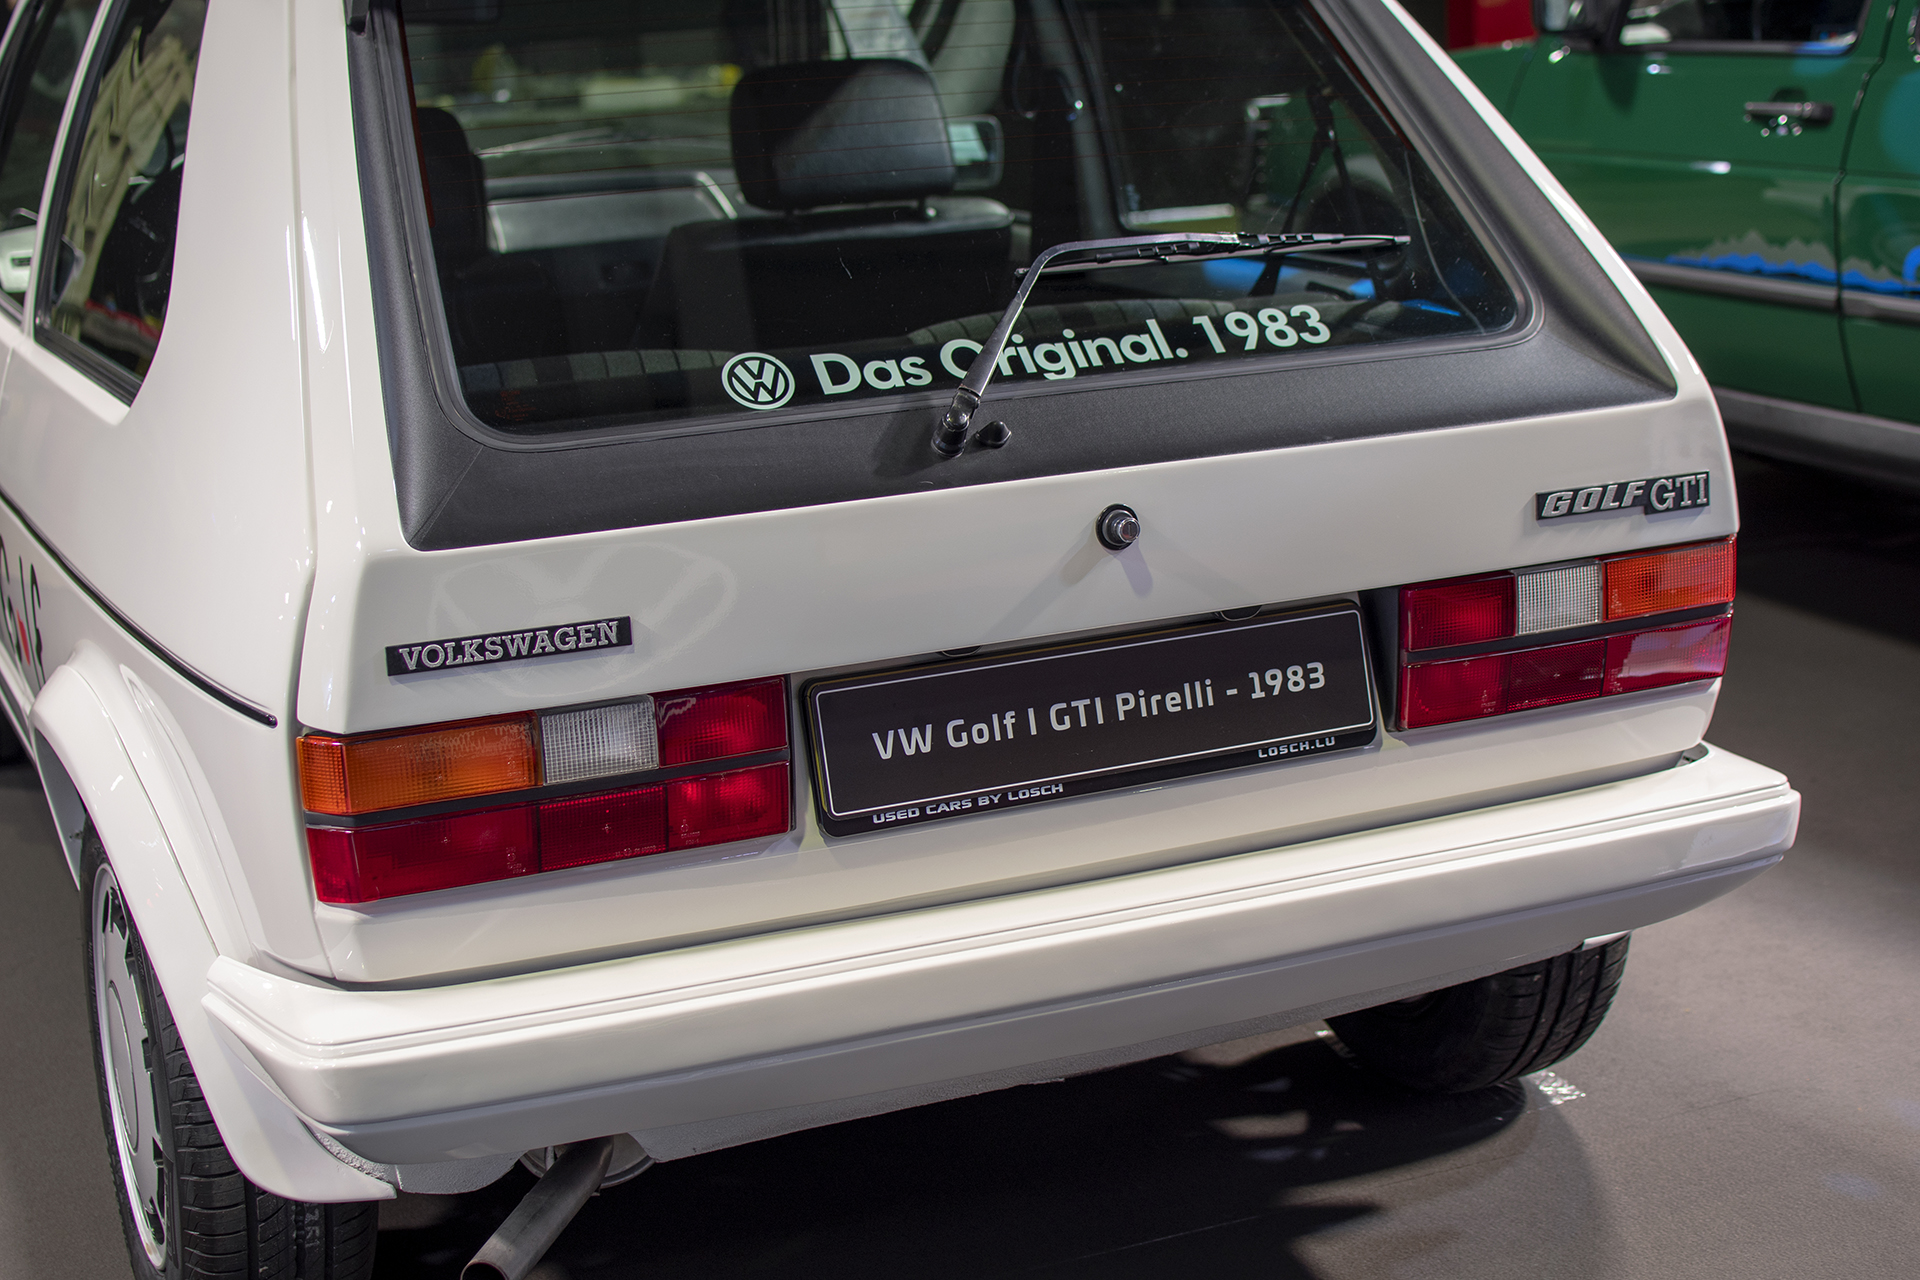 Das Original. 1983
GOLF GTI
VOLKSWAGEN
VW Golf I GTI Pirelli - 1983
USED CARS BY LOSCH
LOSCH.LU